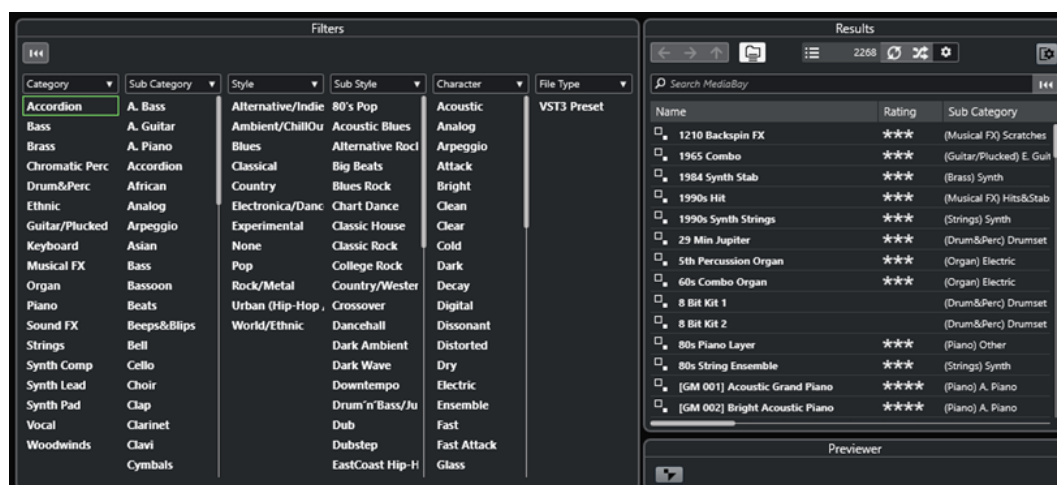 Filters
Category
Sub Category
Style
Sub Style
Character
File Type
Accordion
Bass
Brass
Chromatic Perc
Drum&Perc
Ethnic
Guitar/Plucked
Keyboard
Musical FX
Organ
Piano
Sound FX
Strings
Synth Comp
Synth Lead
Synth Pad
Vocal
Woodwinds
A. Bass
A. Guitar
A. Piano
Accordion
African
Analog
Arpeggio
Asian
Bass
Bassoon
Beats
Beeps&Blips
Bell
Cello
Choir
Clap
Clarinet
Clavi
Cymbals
Alternative/Indie
Ambient/ChillOu
Blues
Classical
Country
Electronica/Danc
Experimental
None
Pop
Rock/Metal
Urban (Hip-Hop
World/Ethnic
80's Pop
Acoustic Blues
Alternative Rocl
Big Beats
Blues Rock
Chart Dance
Classic House
Classic Rock
College Rock
Country/Wester
Crossover
Dancehall
Dark Ambient
Dark Wave
Downtempo
Drum´n´Bass/Ju
Dub
Dubstep
EastCoast Hip-H
Acoustic
Analog
Arpeggio
Attack
Bright
Clean
Clear
Cold
Dark
Decay
Digital
Dissonant
Distorted
Dry
Electric
Ensemble
Fast
Fast Attack
Glass
VST3 Preset
Results
2268
Search MediaBay
Name Rating Sub Category
1210 Backspin FX *** (Musical FX) Scratches
1965 Combo *** (Guitar/Plucked) E. Guit
1984 Synth Stab *** (Brass) Synth
1990s Hit *** (Musical FX) Hits&Stab
1990s Synth Strings *** (Strings) Synth
29 Min Jupiter *** (Drum&Perc) Drumset
5th Percussion Organ *** (Organ) Electric
60s Combo Organ *** (Organ) Electric
8 Bit Kit 1 (Drum&Perc) Drumset
8 Bit Kit 2 (Drum&Perc) Drumset
80s Piano Layer *** (Piano) Other
80s String Ensemble *** (Strings) Synth
[GM 001] Acoustic Grand Piano **** (Piano) A. Piano
[GM 002] Bright Acoustic Piano **** (Piano) A. Piano
Previewer